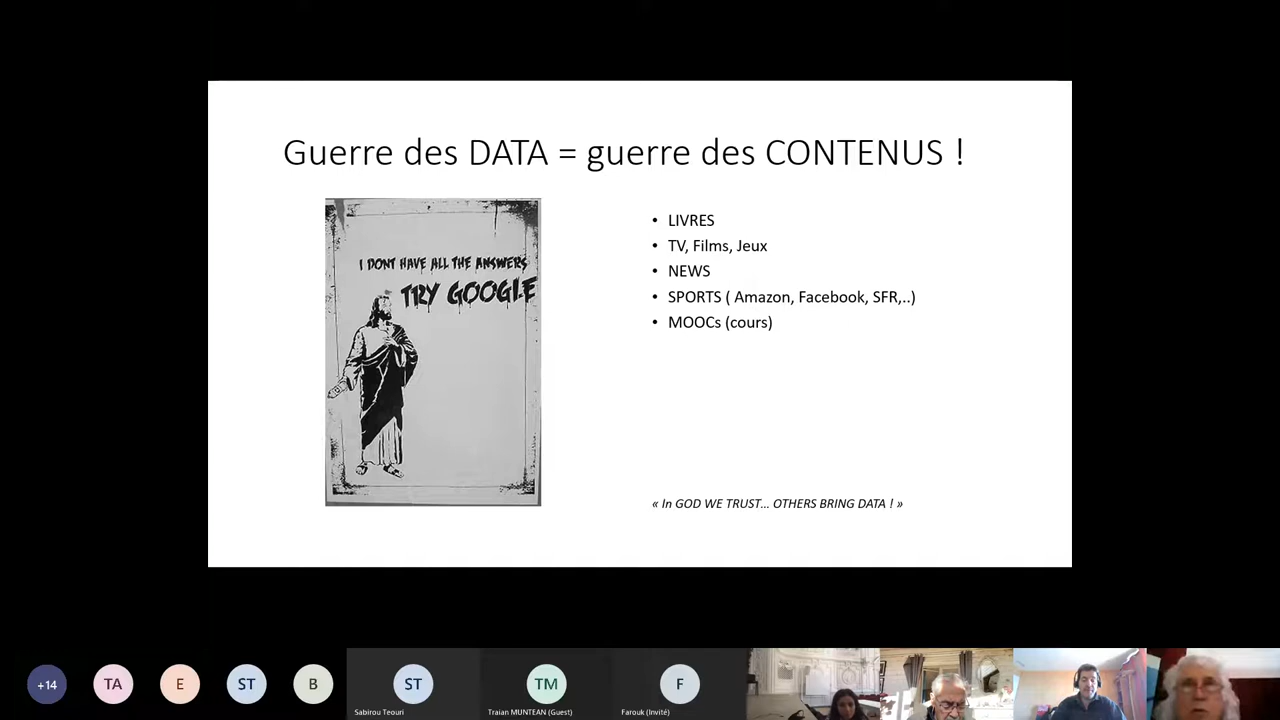 Guerre des DATA = guerre des CONTENUS !
I DONT HAVE ALL THE ANSWERS
TRY GOOGLE
• LIVRES
• TV, Films, Jeux
• NEWS
• SPORTS ( Amazon, Facebook, SFR,..)
• MOOCs (cours)
« In GOD WE TRUST... OTHERS BRING DATA ! »
+14
TA
E
ST
B
ST
Sabirou Teouri
TM
Traian MUNTEAN (Guest)
F
Farouk (Invité)